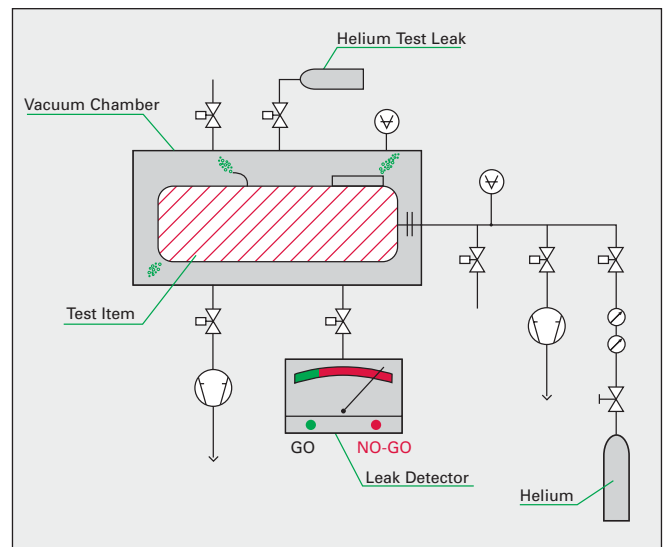 Helium Test Leak
Vacuum Chamber
Test Item
GO
NO-GO
Leak Detector
Helium